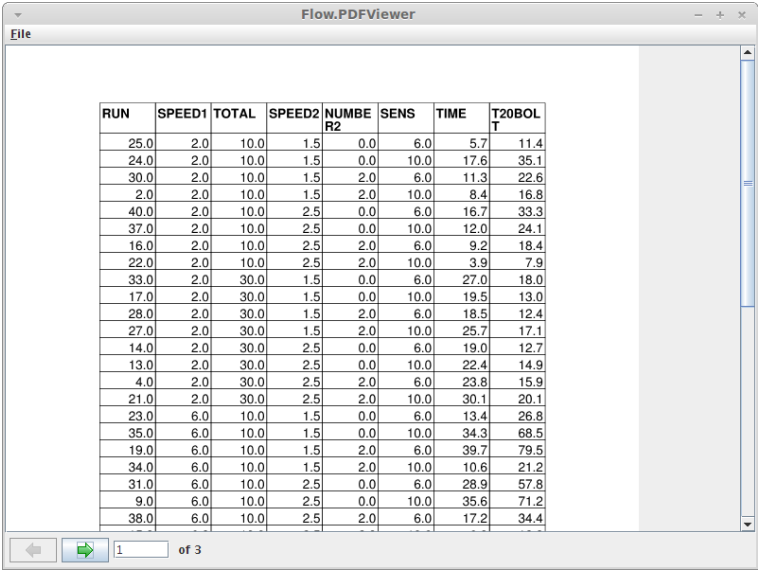 Flow.PDFViewer
File
RUN SPEED1 TOTAL SPEED2 NUMBE SENS TIME T20BOL
R2 T
25.0 2.0 10.0 1.5 0.0 6.0 5.7 11.4
24.0 2.0 10.0 1.5 0.0 10.0 17.6 35.1
30.0 2.0 10.0 1.5 2.0 6.0 11.3 22.6
2.0 2.0 10.0 1.5 2.0 10.0 8.4 16.8
40.0 2.0 10.0 2.5 0.0 6.0 16.7 33.3
37.0 2.0 10.0 2.5 0.0 10.0 12.0 24.1
16.0 2.0 10.0 2.5 2.0 6.0 9.2 18.4
22.0 2.0 10.0 2.5 2.0 10.0 3.9 7.9
33.0 2.0 30.0 1.5 0.0 6.0 27.0 18.0
17.0 2.0 30.0 1.5 0.0 10.0 19.5 13.0
28.0 2.0 30.0 1.5 2.0 6.0 18.5 12.4
27.0 2.0 30.0 1.5 2.0 10.0 25.7 17.1
14.0 2.0 30.0 2.5 0.0 6.0 19.0 12.7
13.0 2.0 30.0 2.5 0.0 10.0 22.4 14.9
4.0 2.0 30.0 2.5 2.0 6.0 23.8 15.9
21.0 2.0 30.0 2.5 2.0 10.0 30.1 20.1
23.0 6.0 10.0 1.5 0.0 6.0 13.4 26.8
35.0 6.0 10.0 1.5 0.0 10.0 34.3 68.5
19.0 6.0 10.0 1.5 2.0 6.0 39.7 79.5
34.0 6.0 10.0 1.5 2.0 10.0 10.6 21.2
31.0 6.0 10.0 2.5 0.0 6.0 28.9 57.8
9.0 6.0 10.0 2.5 0.0 10.0 35.6 71.2
38.0 6.0 10.0 2.5 2.0 6.0 17.2 34.4
1 of 3